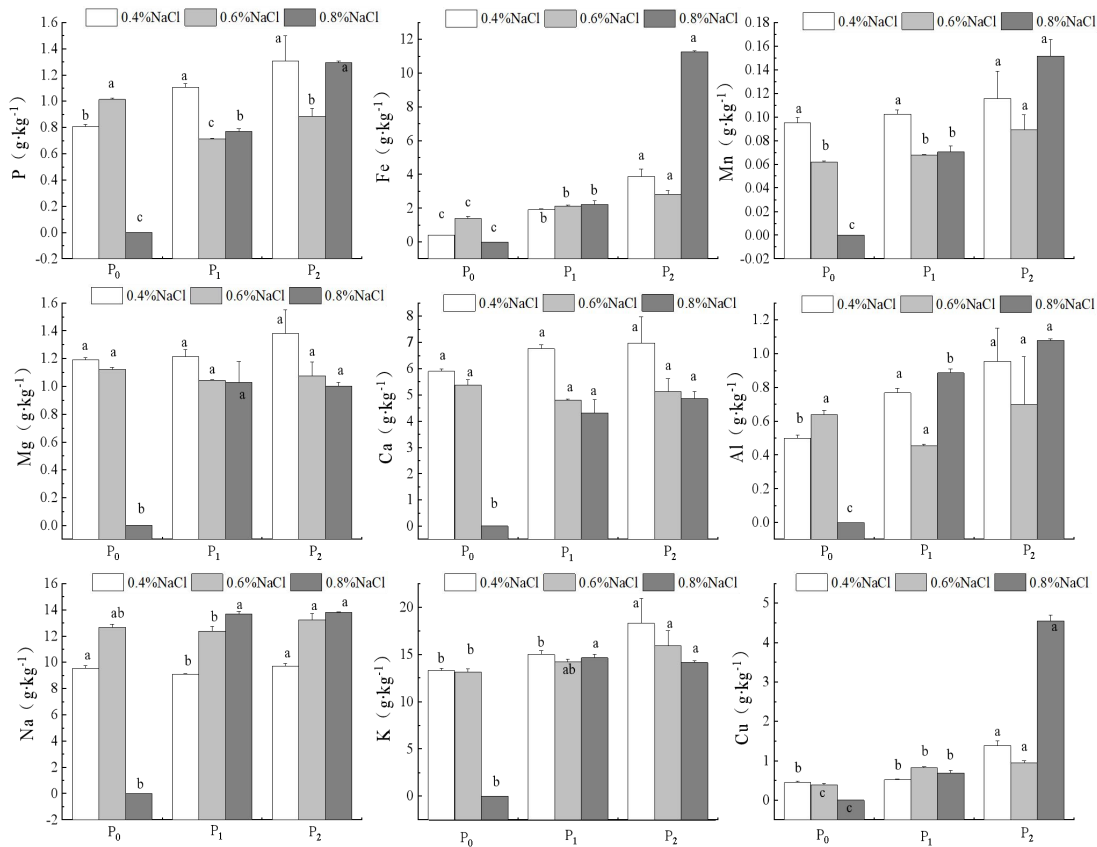 0.4%NaCl 0.6%NaCl 0.8%NaCl
P（g·kg⁻¹）
1.6
1.4
1.2
1.0
0.8
0.6
0.4
0.2
0.0
-0.2
b a c
a c b
a b a
P₀ P₁ P₂
0.4%NaCl 0.6%NaCl 0.8%NaCl
Fe（g·kg⁻¹）
12
10
8
6
4
2
0
c c c
b b b
a a a
P₀ P₁ P₂
0.4%NaCl 0.6%NaCl 0.8%NaCl
Mn（g·kg⁻¹）
0.18
0.16
0.14
0.12
0.10
0.08
0.06
0.04
0.02
0.00
-0.02
a b c
a b b
a a a
P₀ P₁ P₂
0.4%NaCl 0.6%NaCl 0.8%NaCl
Mg（g·kg⁻¹）
1.6
1.4
1.2
1.0
0.8
0.6
0.4
0.2
0.0
a a b
a a a
a a a
P₀ P₁ P₂
0.4%NaCl 0.6%NaCl 0.8%NaCl
Ca（g·kg⁻¹）
8
7
6
5
4
3
2
1
0
a a b
a a a
a a a
P₀ P₁ P₂
0.4%NaCl 0.6%NaCl 0.8%NaCl
Al（g·kg⁻¹）
1.2
1.0
0.8
0.6
0.4
0.2
0.0
b a c
a a b
a a a
P₀ P₁ P₂
0.4%NaCl 0.6%NaCl 0.8%NaCl
Na（g·kg⁻¹）
16
14
12
10
8
6
4
2
0
-2
a ab b
b b a
a a a
P₀ P₁ P₂
0.4%NaCl 0.6%NaCl 0.8%NaCl
K（g·kg⁻¹）
20
15
10
5
0
b b b
b ab a
a a a
P₀ P₁ P₂
0.4%NaCl 0.6%NaCl 0.8%NaCl
Cu（g·kg⁻¹）
5
4
3
2
1
0
b c c
b b b
a a a
P₀ P₁ P₂